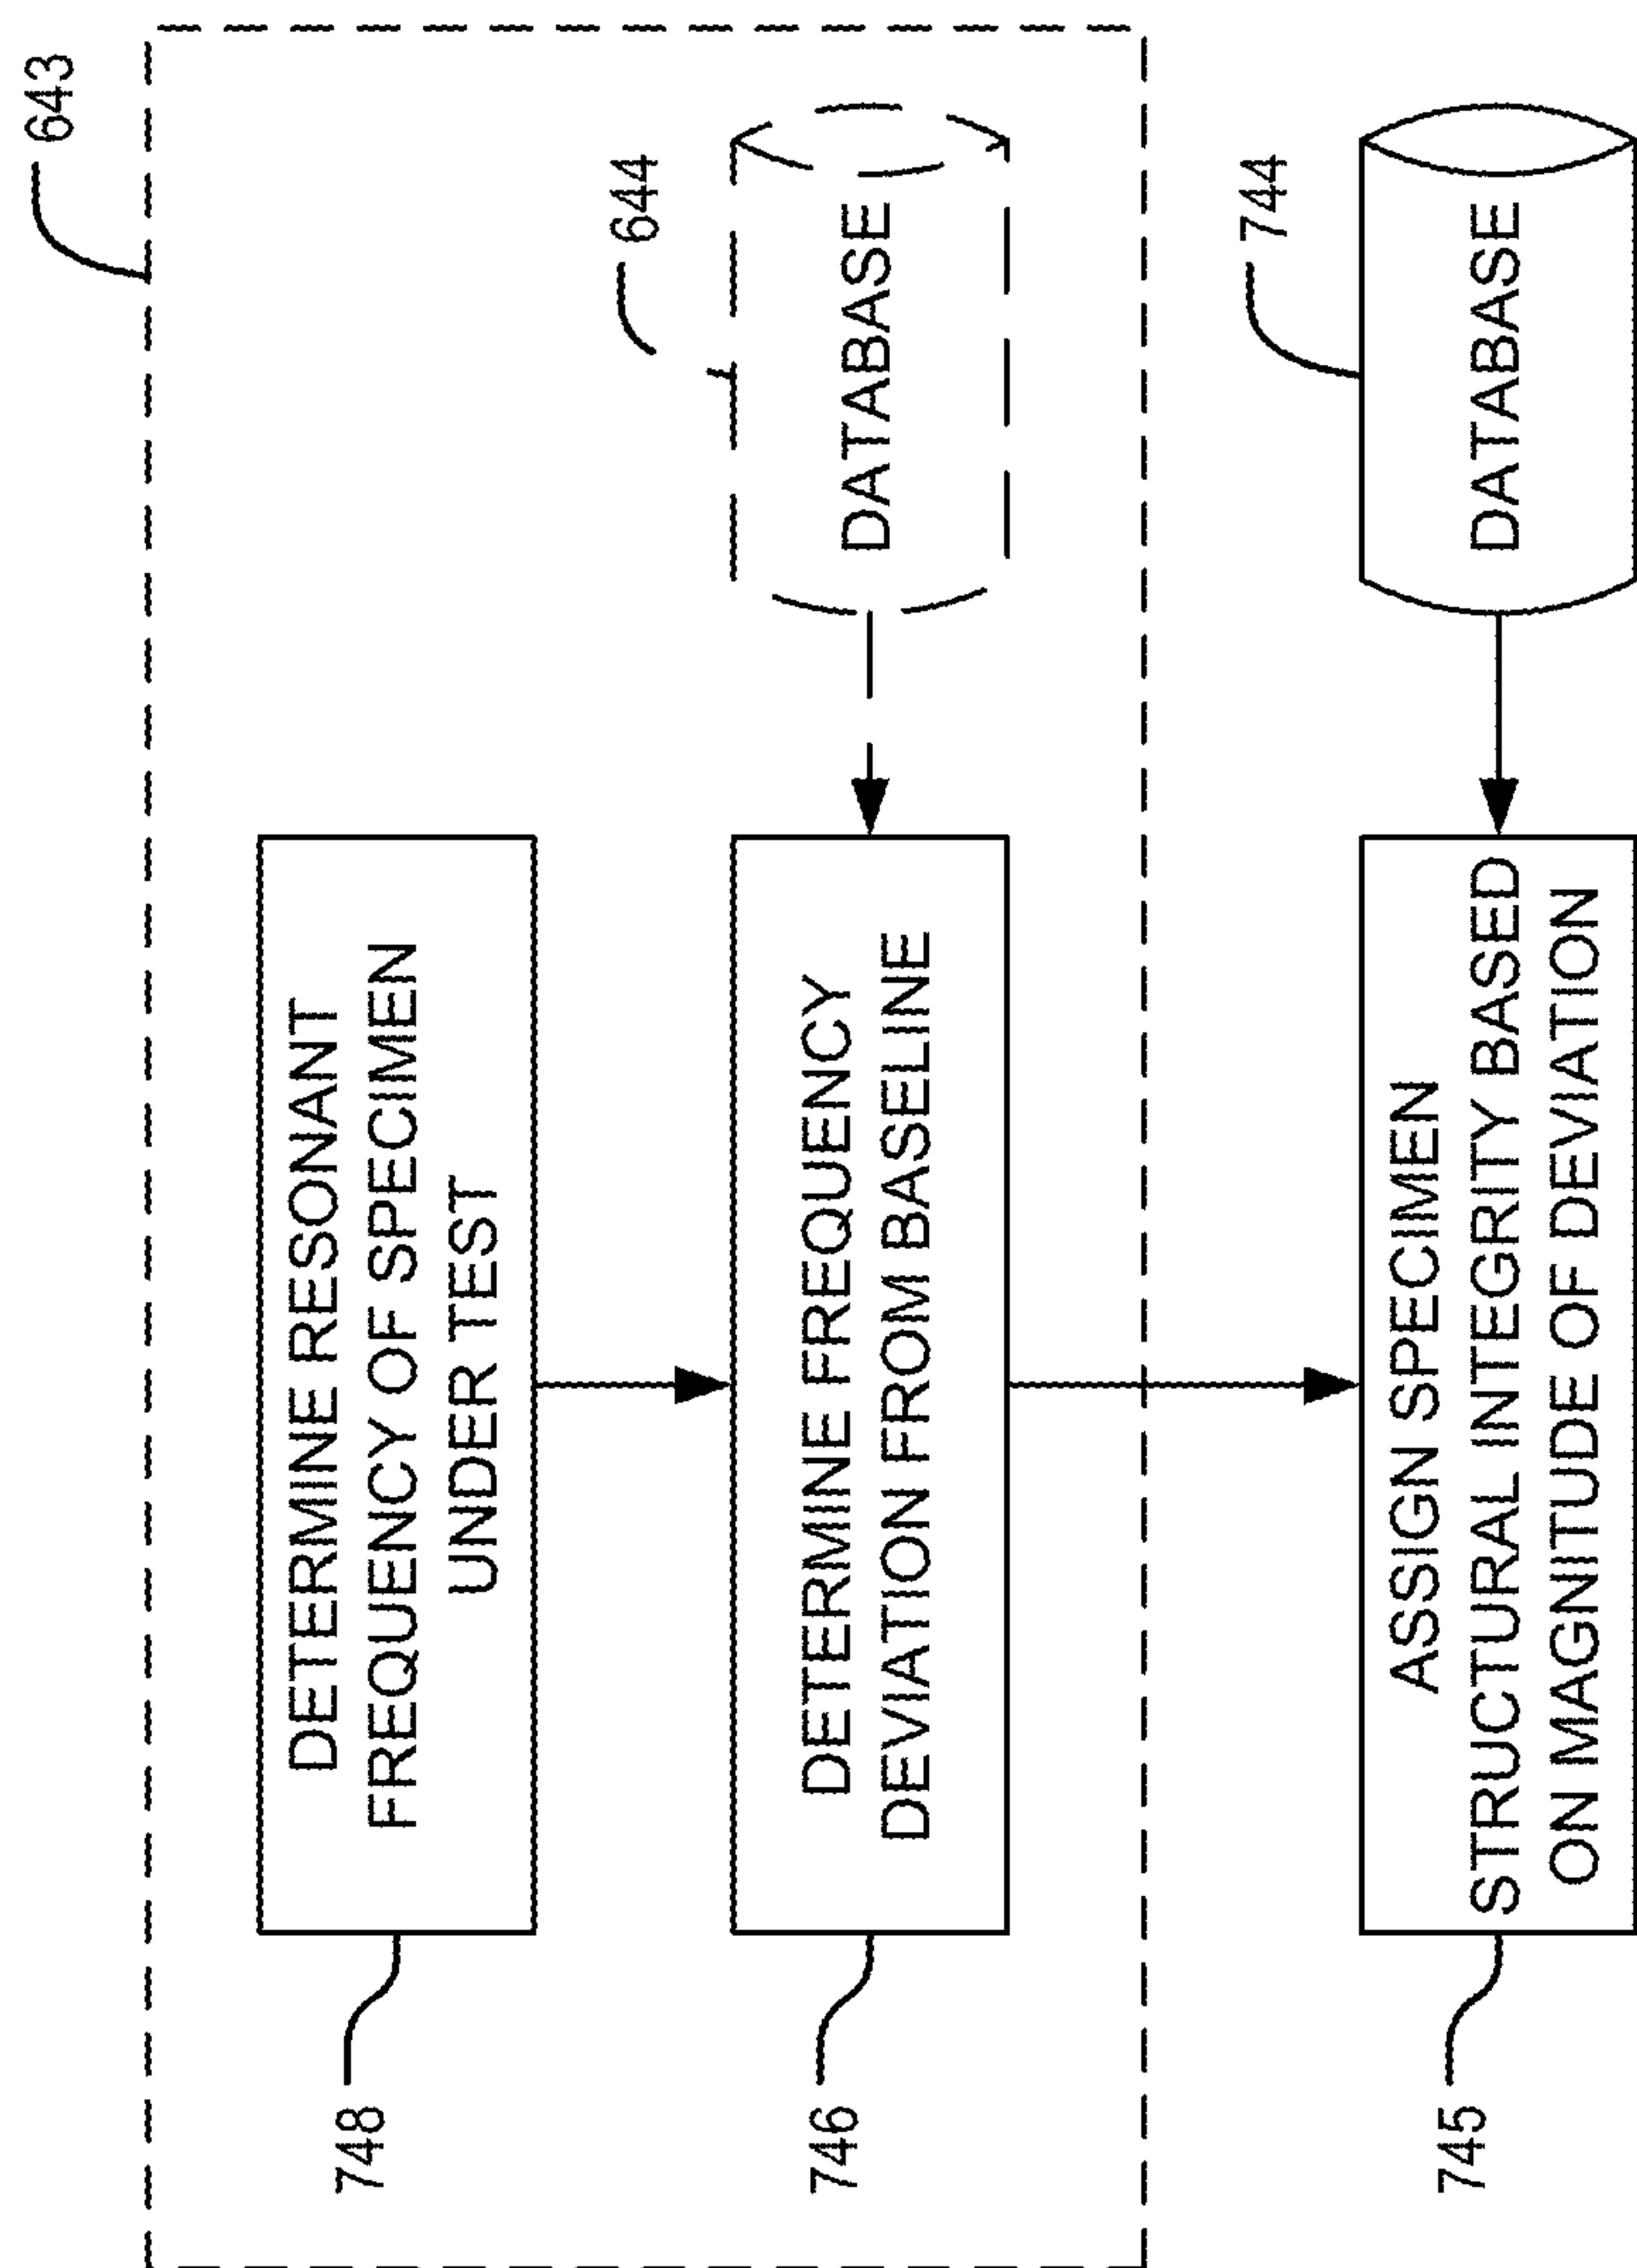 643
748
DETERMINE RESONANT
FREQUENCY OF SPECIMEN
UNDER TEST
644
746
DETERMINE FREQUENCY
DEVIATION FROM BASELINE
DATABASE
744
745
ASSIGN SPECIMEN
STRUCTURAL INTEGRITY BASED
ON MAGNITUDE OF DEVIATION
DATABASE